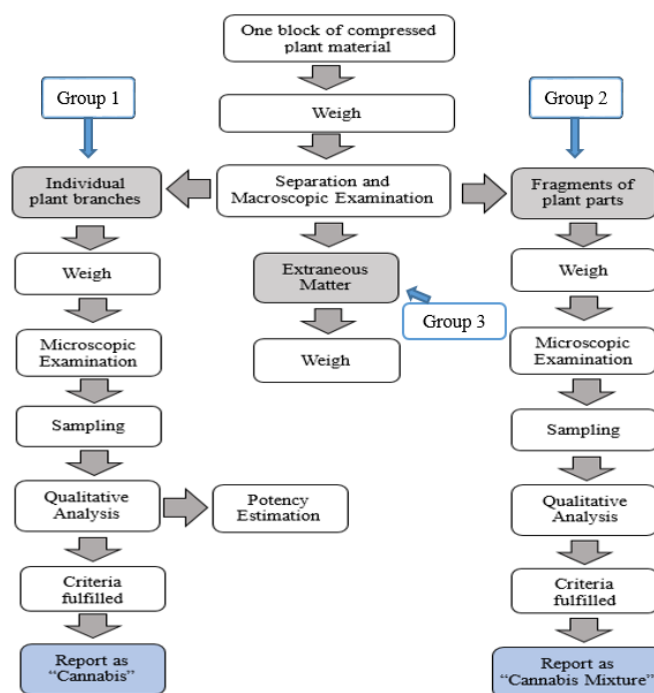 One block of compressed
plant material
Group 1
Group 2
Weigh
Individual
plant branches
Separation and
Macroscopic Examination
Fragments of
plant parts
Weigh
Extraneous
Matter
Weigh
Group 3
Microscopic
Examination
Weigh
Microscopic
Examination
Sampling
Sampling
Qualitative
Analysis
Potency
Estimation
Qualitative
Analysis
Criteria
fulfilled
Criteria
fulfilled
Report as
“Cannabis”
Report as
“Cannabis Mixture”